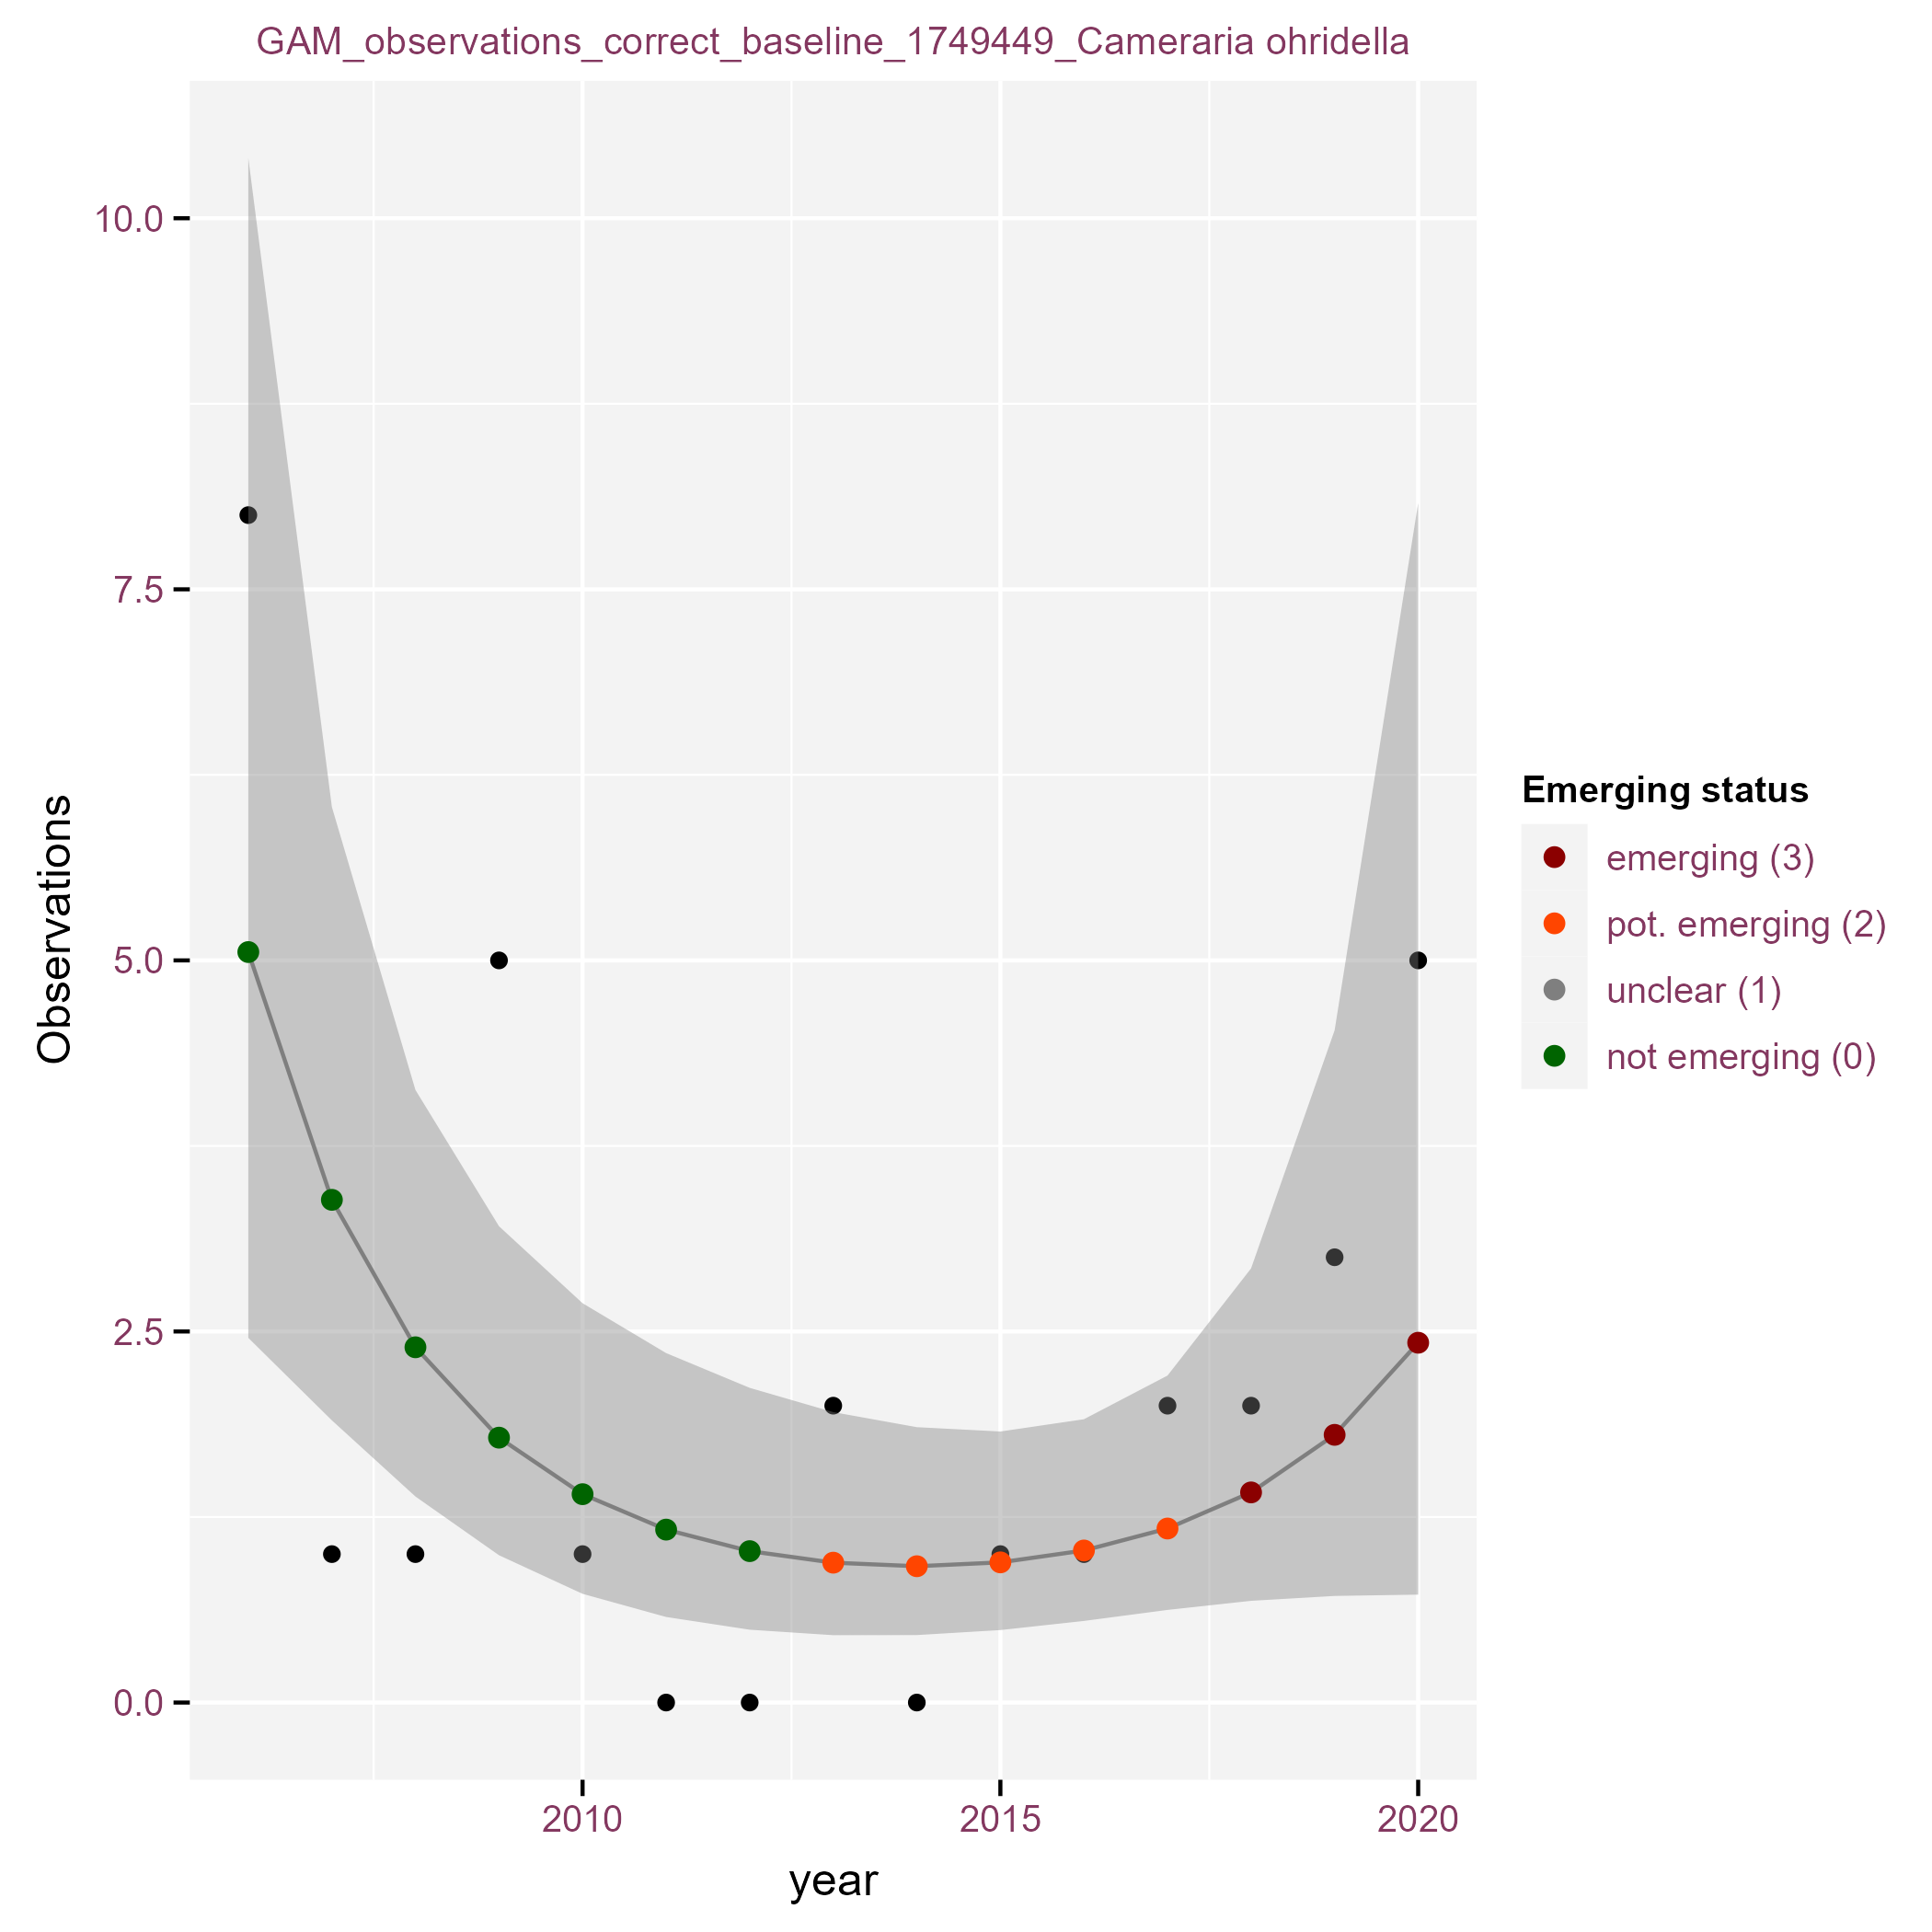 GAM_observations_correct_baseline_1749449_Cameraria ohridella
10.0
7.5
5.0
2.5
0.0
Observations
2010
2015
2020
year
Emerging status
emerging (3)
pot. emerging (2)
unclear (1)
not emerging (0)